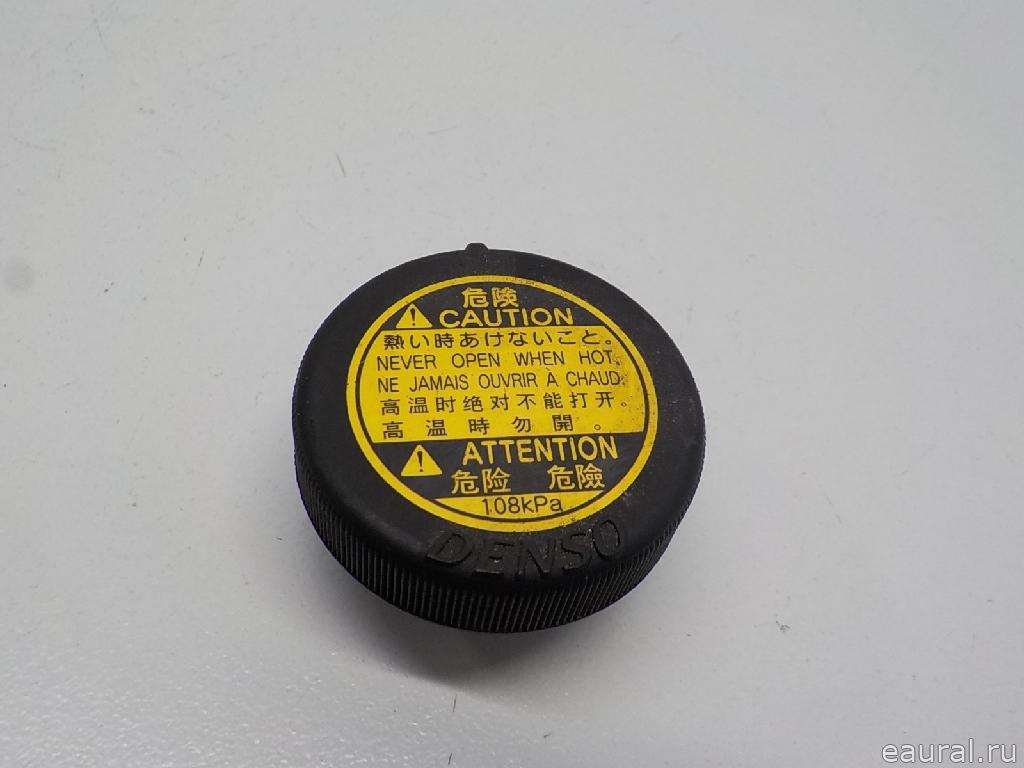 危険
CAUTION
熱い時あけないこと。
NEVER OPEN WHEN HOT.
NE JAMAIS OUVRIR À CHAUD.
高温时绝对不能打开。
高温時勿開。
ATTENTION
危险 危險
108kPa
DENSO
eaural.ru